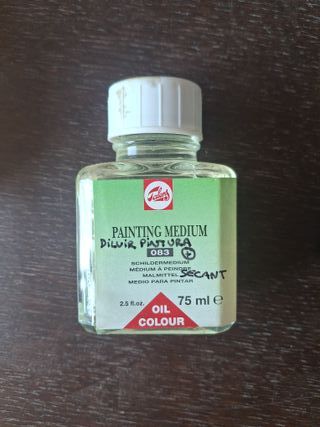 Talens
PAINTING MEDIUM
DILUIR PINTURA
083 +
SCHILDERMEDIUM
MÉDIUM À PEINDRE
SECANT
MALMITTEL
MEDIO PARA PINTAR
2.5 fl.oz. 75 ml e
OIL
COLOUR